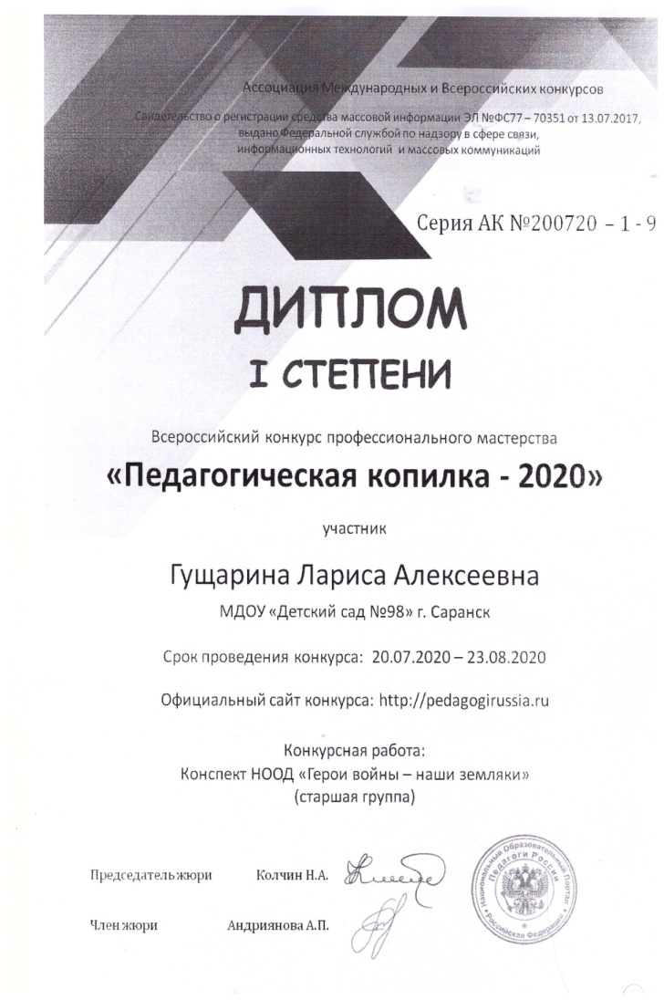 Ассоциация Международных и Всероссийских конкурсов
Свидетельство о регистрации средства массовой информации ЭЛ №ФС77 – 70351 от 13.07.2017,
выдано Федеральной службой по надзору в сфере связи,
информационных технологий и массовых коммуникаций
Серия АК №200720 – 1 - 9
ДИПЛОМ
I СТЕПЕНИ
Всероссийский конкурс профессионального мастерства
«Педагогическая копилка - 2020»
участник
Гущарина Лариса Алексеевна
МДОУ «Детский сад №98» г. Саранск
Срок проведения конкурса: 20.07.2020 – 23.08.2020
Официальный сайт конкурса: http://pedagogirussia.ru
Конкурсная работа:
Конспект НООД «Герои войны – наши земляки»
(старшая группа)
Председатель жюри Колчин Н.А.
Член жюри Андриянова А.П.
Национальный Образовательный Портал
Педагоги России
Российская Федерация